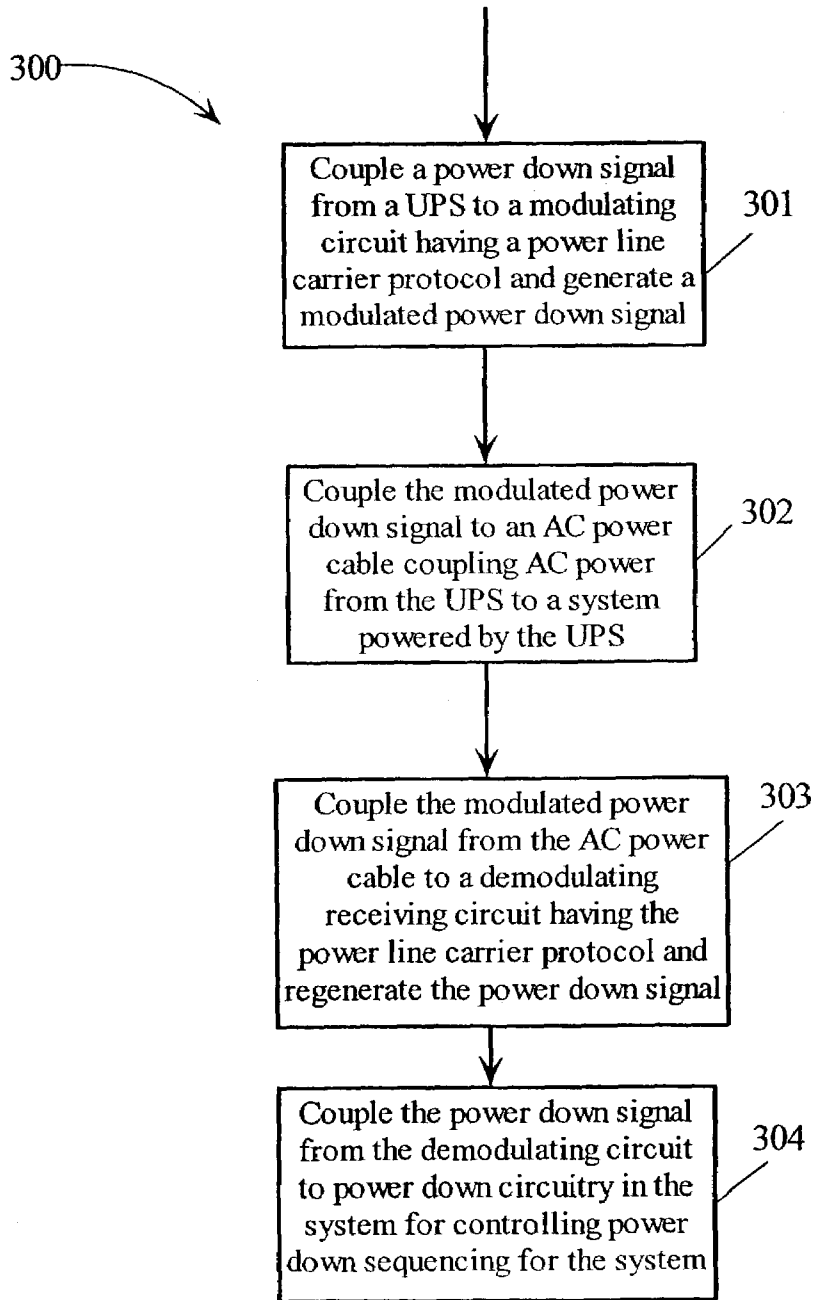 300
Couple a power down signal
from a UPS to a modulating
circuit having a power line
carrier protocol and generate a
modulated power down signal
301
Couple the modulated power
down signal to an AC power
cable coupling AC power
from the UPS to a system
powered by the UPS
302
Couple the modulated power
down signal from the AC power
cable to a demodulating
receiving circuit having the
power line carrier protocol and
regenerate the power down signal
303
Couple the power down signal
from the demodulating circuit
to power down circuitry in the
system for controlling power
down sequencing for the system
304